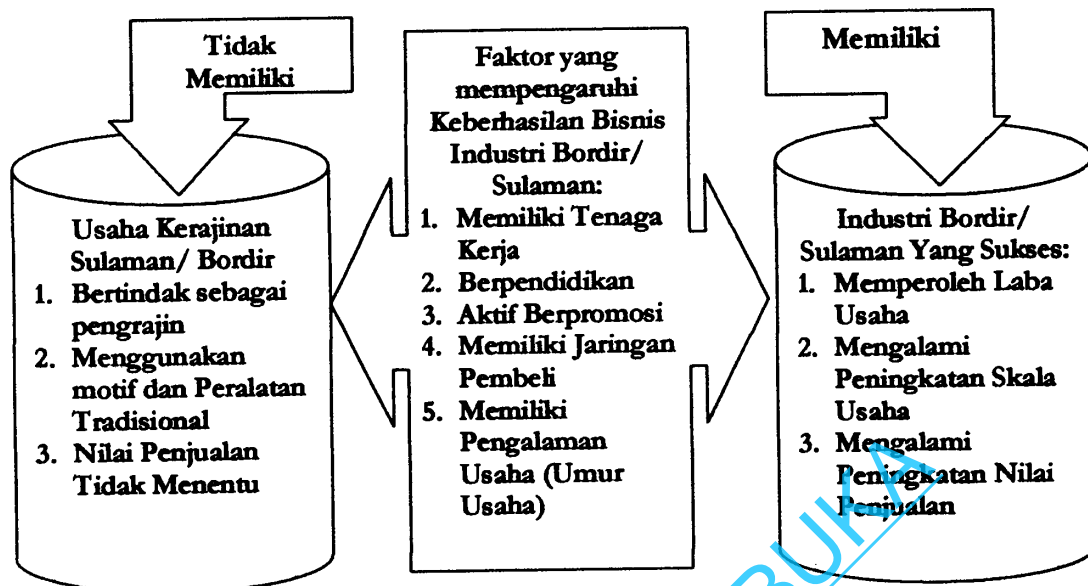 Tidak
Memiliki
Usaha Kerajinan
Sulaman/ Bordir
1. Bertindak sebagai
pengrajin
2. Menggunakan
motif dan Peralatan
Tradisional
3. Nilai Penjualan
Tidak Menentu
Faktor yang
mempengaruhi
Keberhasilan Bisnis
Industri Bordir/
Sulaman:
1. Memiliki Tenaga
Kerja
2. Berpendidikan
3. Aktif Berpromosi
4. Memiliki Jaringan
Pembeli
5. Memiliki
Pengalaman
Usaha (Umur
Usaha)
Memiliki
Industri Bordir/
Sulaman Yang Sukses:
1. Memperoleh Laba
Usaha
2. Mengalami
Peningkatan Skala
Usaha
3. Mengalami
Peningkatan Nilai
Penjualan
BUKA